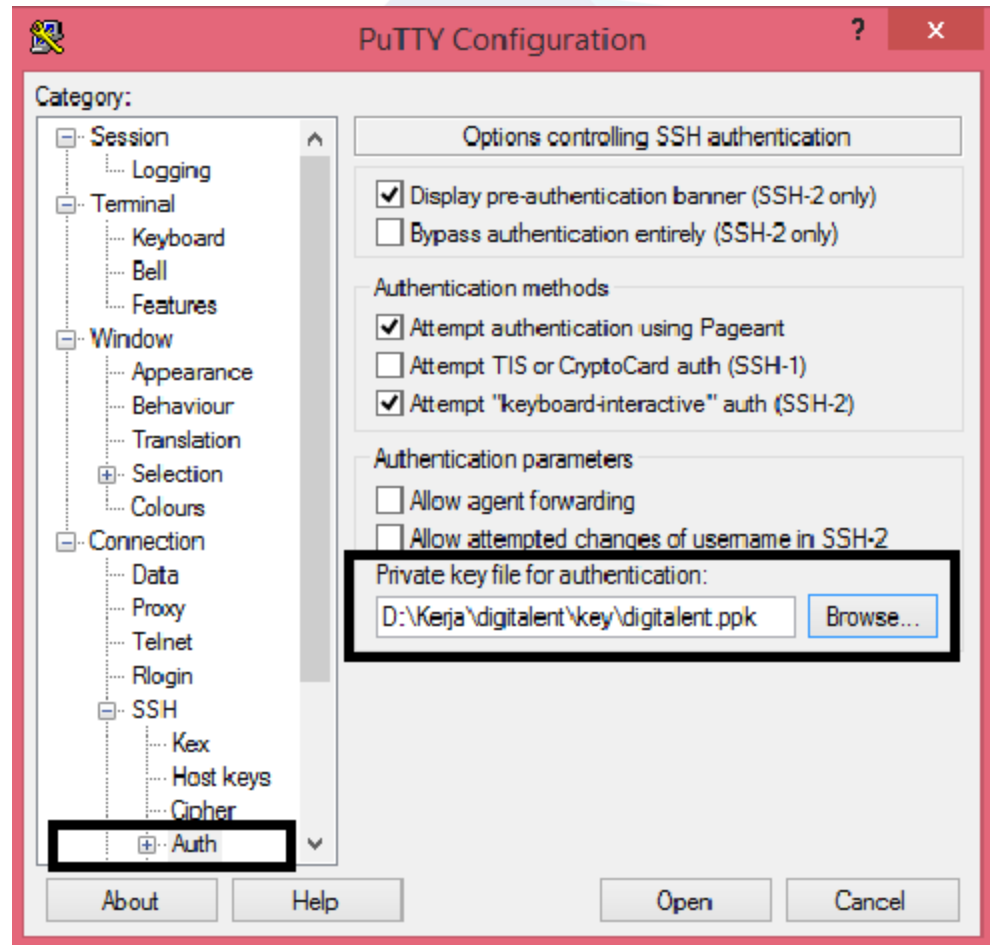 PuTTY Configuration
?
x
Category:
Session
Logging
Terminal
Keyboard
Bell
Features
Window
Appearance
Behaviour
Translation
Selection
Colours
Connection
Data
Proxy
Telnet
Rlogin
SSH
Kex
Host keys
Cipher
Auth
Options controlling SSH authentication
Display pre-authentication banner (SSH-2 only)
Bypass authentication entirely (SSH-2 only)
Authentication methods
Attempt authentication using Pageant
Attempt TIS or CryptoCard auth (SSH-1)
Attempt "keyboard-interactive" auth (SSH-2)
Authentication parameters
Allow agent forwarding
Allow attempted changes of username in SSH-2
Private key file for authentication:
D:\Kerja\digitalent\key\digitalent.ppk
Browse...
About
Help
Open
Cancel